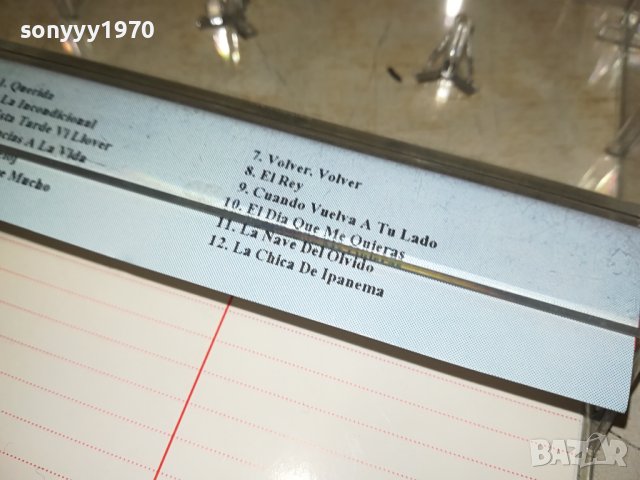 sonyyy1970
1. Querida
La Incondicional
Esta Tarde Vi Llover
A La Vida
Mucho
7. Volver, Volver
8. El Rey
9. Cuando Vuelva A Tu Lado
10. El Dia Que Me Quieras
11. La Nave Del Olvido
12. La Chica De Ipanema
BAZAR